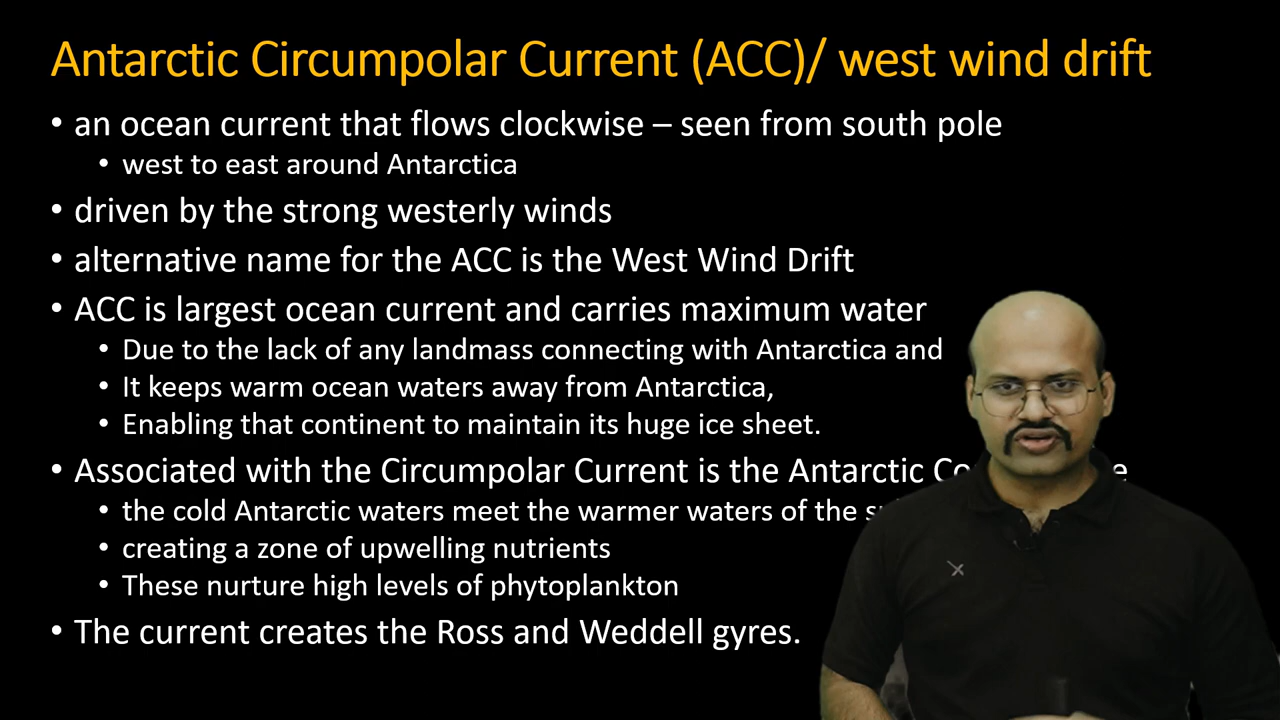 Antarctic Circumpolar Current (ACC)/ west wind drift
• an ocean current that flows clockwise – seen from south pole
• west to east around Antarctica
• driven by the strong westerly winds
• alternative name for the ACC is the West Wind Drift
• ACC is largest ocean current and carries maximum water
• Due to the lack of any landmass connecting with Antarctica and
• It keeps warm ocean waters away from Antarctica,
• Enabling that continent to maintain its huge ice sheet.
• Associated with the Circumpolar Current is the Antarctic
• the cold Antarctic waters meet the warmer waters of the
• creating a zone of upwelling nutrients
• These nurture high levels of phytoplankton
• The current creates the Ross and Weddell gyres.